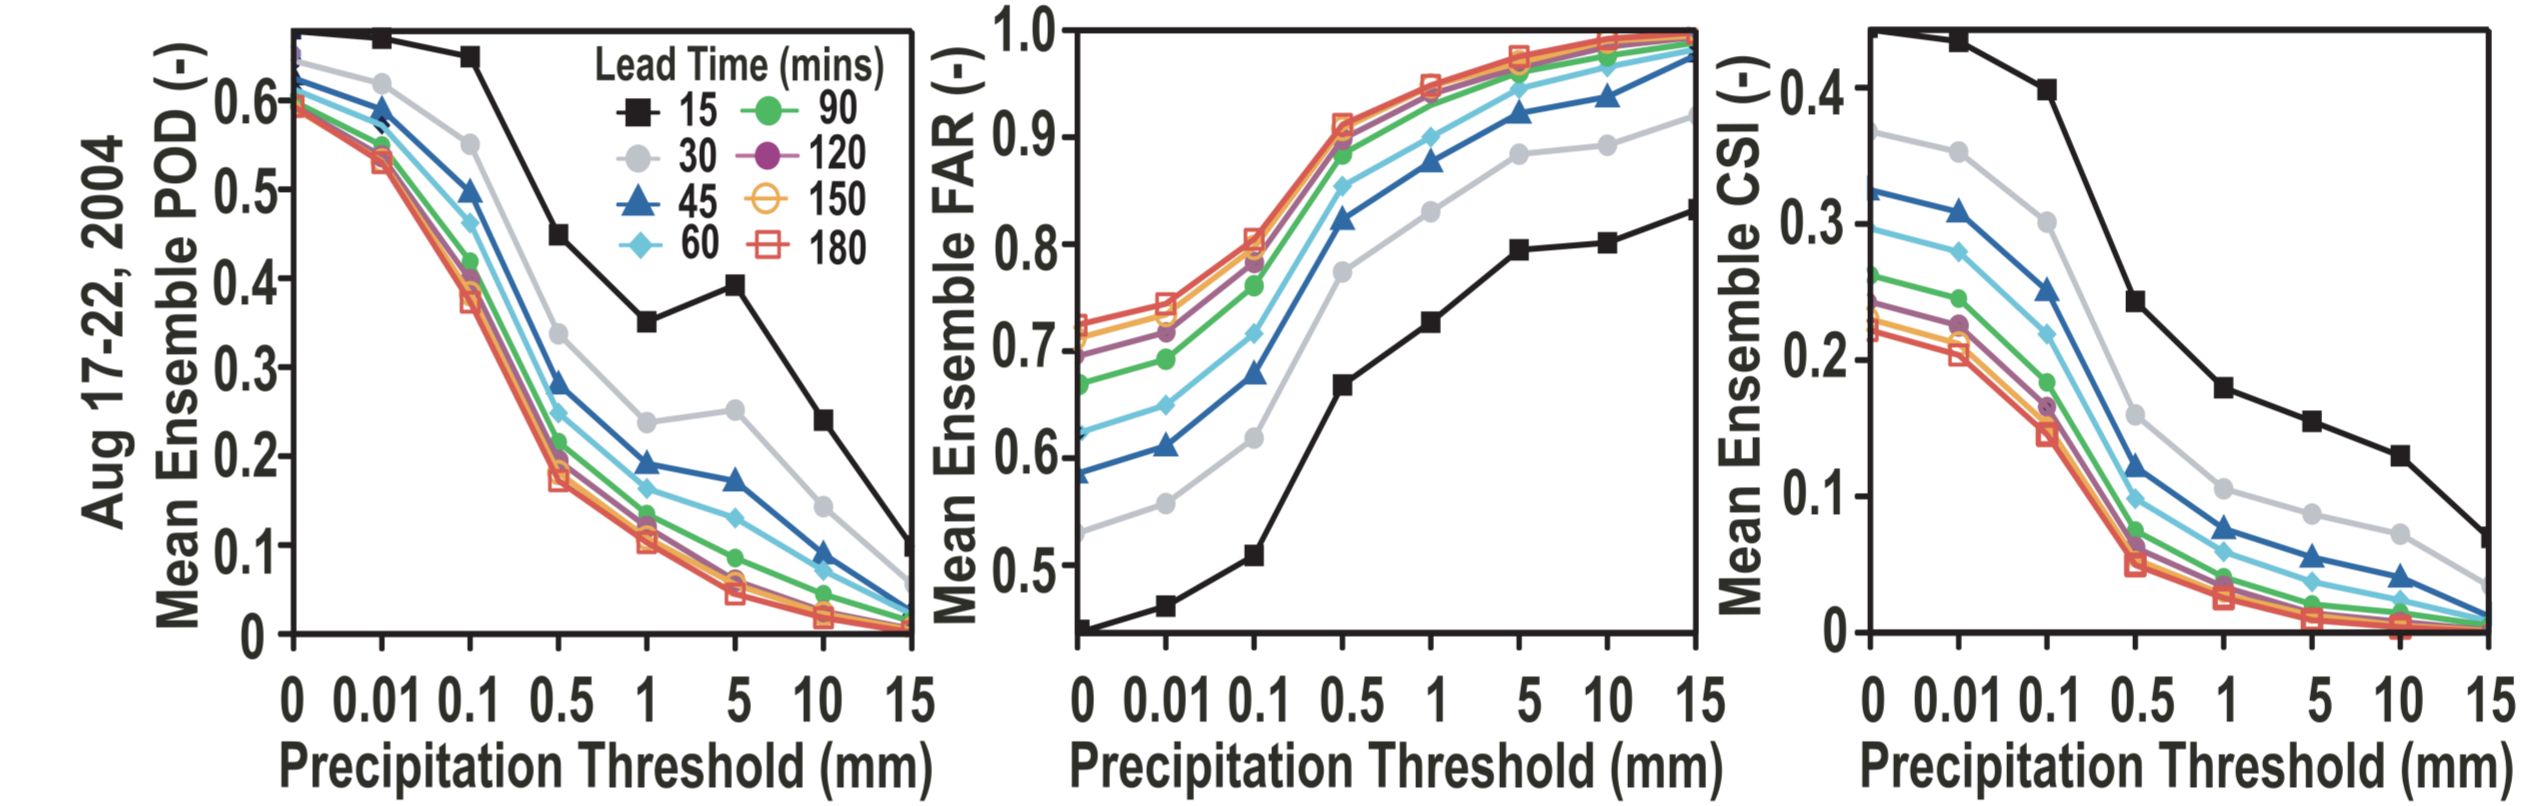 Aug 17-22, 2004
Mean Ensemble POD (-)
0.6
0.5
0.4
0.3
0.2
0.1
0
Lead Time (mins)
15 90
30 120
45 150
60 180
0 0.01 0.1 0.5 1 5 10 15
Precipitation Threshold (mm)
Mean Ensemble FAR (-)
1.0
0.9
0.8
0.7
0.6
0.5
0 0.01 0.1 0.5 1 5 10 15
Precipitation Threshold (mm)
Mean Ensemble CSI (-)
0.4
0.3
0.2
0.1
0
0 0.01 0.1 0.5 1 5 10 15
Precipitation Threshold (mm)